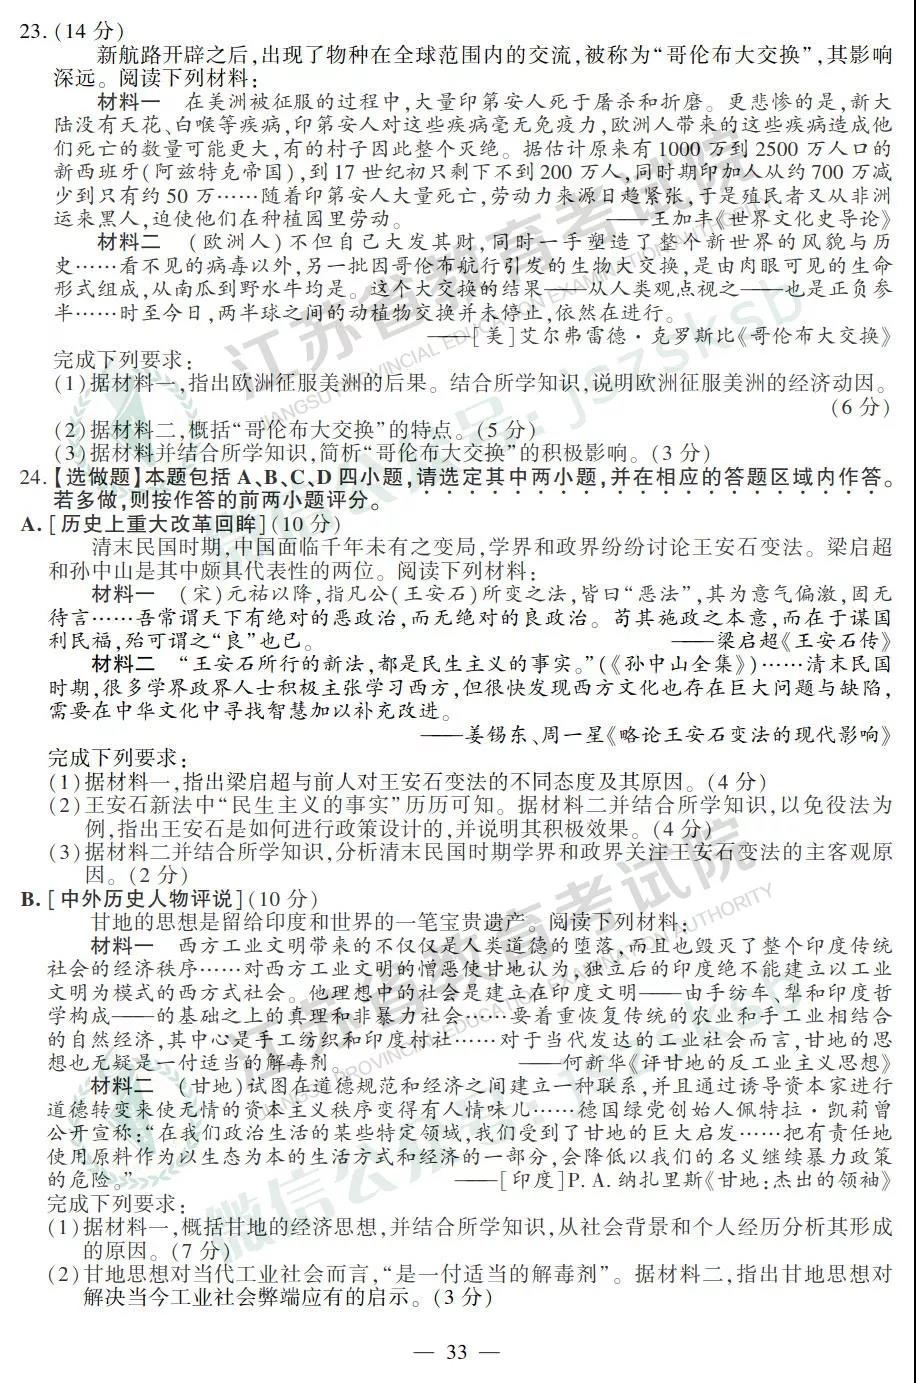 23. (14 分)
新航路开辟之后,出现了物种在全球范围内的交流,被称为“哥伦布大交换”,其影响
深远。阅读下列材料:
材料一 在美洲被征服的过程中,大量印第安人死于屠杀和折磨。更悲惨的是,新大
陆没有天花、白喉等疾病,印第安人对这些疾病毫无免疫力,欧洲人带来的这些疾病造成他
们死亡的数量可能更大,有的村子因此整个灭绝。据估计原来有1000 万到 2500 万人口的
新西班牙(阿兹特克帝国),到17 世纪初只剩下不到 200 万人,同时期印加人从约 700 万减
少到只有约 50 万……随着印第安人大量死亡,劳动力来源日趋紧张,于是殖民者又从非洲
运来黑人,迫使他们在种植园里劳动。 ——王加丰《世界文化史导论》
材料二 (欧洲人)不但自己大发其财,同时一手塑造了整个新世界的风貌与历
史……看不见的病毒以外,另一批因哥伦布航行引发的生物大交换,是由肉眼可见的生命
形式组成,从南瓜到野水牛均是。这个大交换的结果——从人类观点视之——也是正负参
半……时至今日,两半球之间的动植物交换并未停止,依然在进行。
——[美]艾尔弗雷德·克罗斯比《哥伦布大交换》
完成下列要求:
(1)据材料一,指出欧洲征服美洲的后果。结合所学知识,说明欧洲征服美洲的经济动因。
(6 分)
(2)据材料二,概括“哥伦布大交换”的特点。(5 分)
(3)据材料并结合所学知识,简析“哥伦布大交换”的积极影响。(3 分)
24.【选做题】本题包括 A、B、C、D 四小题,请选定其中两小题,并在相应的答题区域内作答。
若多做,则按作答的前两小题评分。
A. [历史上重大改革回眸](10 分)
清末民国时期,中国面临千年未有之变局,学界和政界纷纷讨论王安石变法。梁启超
和孙中山是其中颇具代表性的两位。阅读下列材料:
材料一 (宋)元祐以降,指凡公(王安石)所变之法,皆曰“恶法”,其为意气偏激,固无
待言……吾常谓天下有绝对的恶政治,而无绝对的良政治。苟其施政之本意,而在于谋国
利民福,殆可谓之“良”也已。 ——梁启超《王安石传》
材料二 “王安石所行的新法,都是民生主义的事实。”(《孙中山全集》)……清末民国
时期,很多学界政界人士积极主张学习西方,但很快发现西方文化也存在巨大问题与缺陷,
需要在中华文化中寻找智慧加以补充改进。
——姜锡东、周一星《略论王安石变法的现代影响》
完成下列要求:
(1)据材料一,指出梁启超与前人对王安石变法的不同态度及其原因。(4 分)
(2)王安石新法中“民生主义的事实”历历可知。据材料二并结合所学知识,以免役法为
例,指出王安石是如何进行政策设计的,并说明其积极效果。(4 分)
(3)据材料二并结合所学知识,分析清末民国时期学界和政界关注王安石变法的主客观原
因。(2 分)
B. [中外历史人物评说](10 分)
甘地的思想是留给印度和世界的一笔宝贵遗产。阅读下列材料:
材料一 西方工业文明带来的不仅仅是人类道德的堕落,而且也毁灭了整个印度传统
社会的经济秩序……对西方工业文明的憎恶使甘地认为,独立后的印度绝不能建立以工业
文明为模式的西方式社会。他理想中的社会是建立在印度文明——由手纺车、犁和印度哲
学构成——的基础之上的真理和非暴力社会……要着重恢复传统的农业和手工业相结合
的自然经济,其中心是手工纺织和印度村社……对于当代发达的工业社会而言,甘地的思
想也无疑是一付适当的解毒剂。 ——何新华《评甘地的反工业主义思想》
材料二 (甘地)试图在道德规范和经济之间建立一种联系,并且通过诱导资本家进行
道德转变来使无情的资本主义秩序变得有人情味儿……德国绿党创始人佩特拉·凯莉曾
公开宣称:“在我们政治生活的某些特定领域,我们受到了甘地的巨大启发……把有责任地
使用原料作为以生态为本的生活方式和经济的一部分,会降低以我们的名义继续暴力政策
的危险。” ——[印度]P. A. 纳扎里斯《甘地:杰出的领袖》
完成下列要求:
(1)据材料一,概括甘地的经济思想,并结合所学知识,从社会背景和个人经历分析其形成
的原因。(7 分)
(2)甘地思想对当代工业社会而言,“是一付适当的解毒剂”。据材料二,指出甘地思想对
解决当今工业社会弊端应有的启示。(3 分)
— 33 —
江苏省教育考试院
JIANGSU PROVINCIAL EDUCATION EXAMINATION AUTHORITY
微信公众号:jszsksb
江苏省教育考试院
JIANGSU PROVINCIAL EDUCATION EXAMINATION AUTHORITY
微信公众号:jszsksb